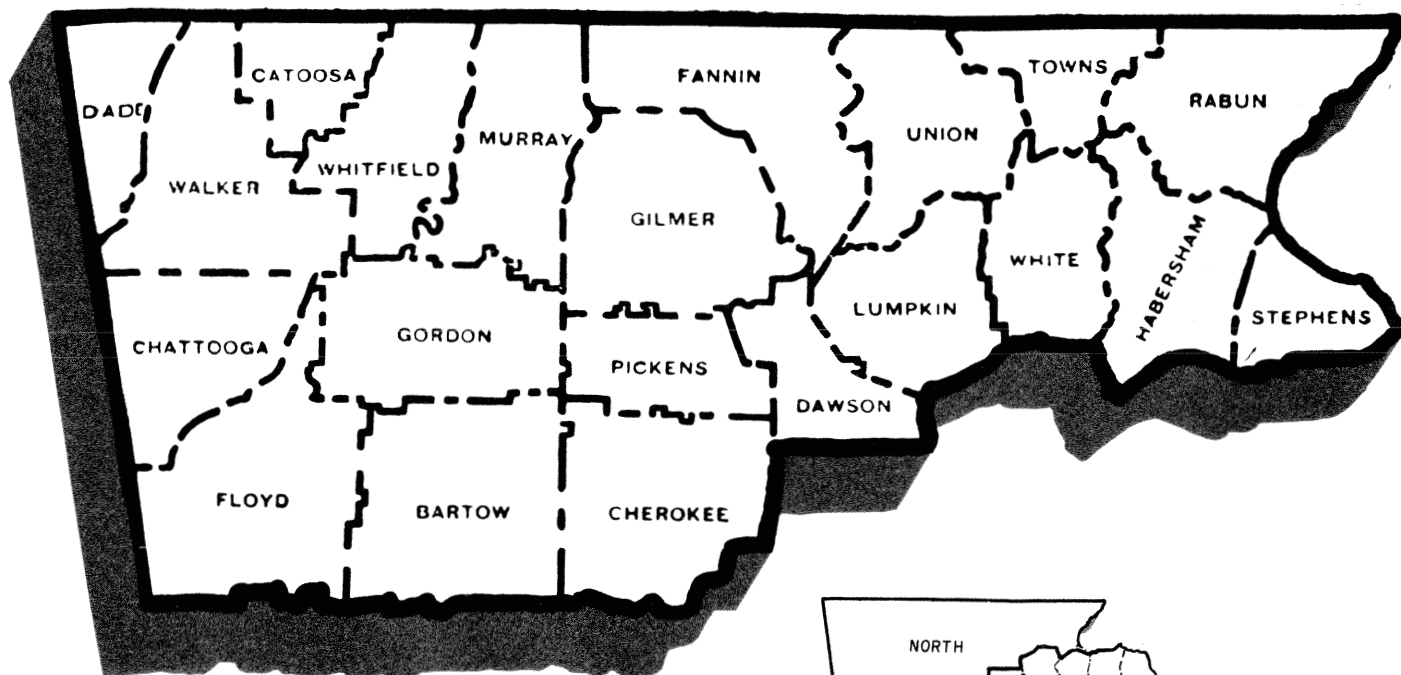 CATOOSA
FANNIN
TOWNS
DADE
MURRAY
UNION
RABUN
WHITFIELD
WALKER
GILMER
WHITE
HABERSHAM
LUMPKIN
STEPHENS
CHATTOOGA
GORDON
PICKENS
DAWSON
FLOYD
BARTOW
CHEROKEE
NORTH